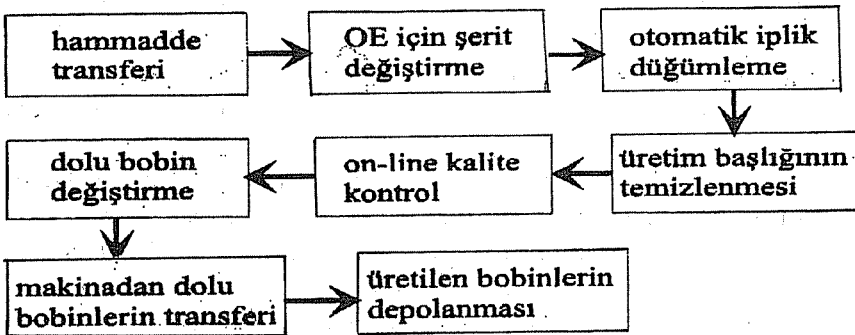 hammadde
transferi
OE için şerit
değiştirme
otomatik iplik
düğümleme
üretim başlığının
temizlenmesi
on-line kalite
kontrol
dolu bobin
değiştirme
makinadan dolu
bobinlerin transferi
üretilen bobinlerin
depolanması